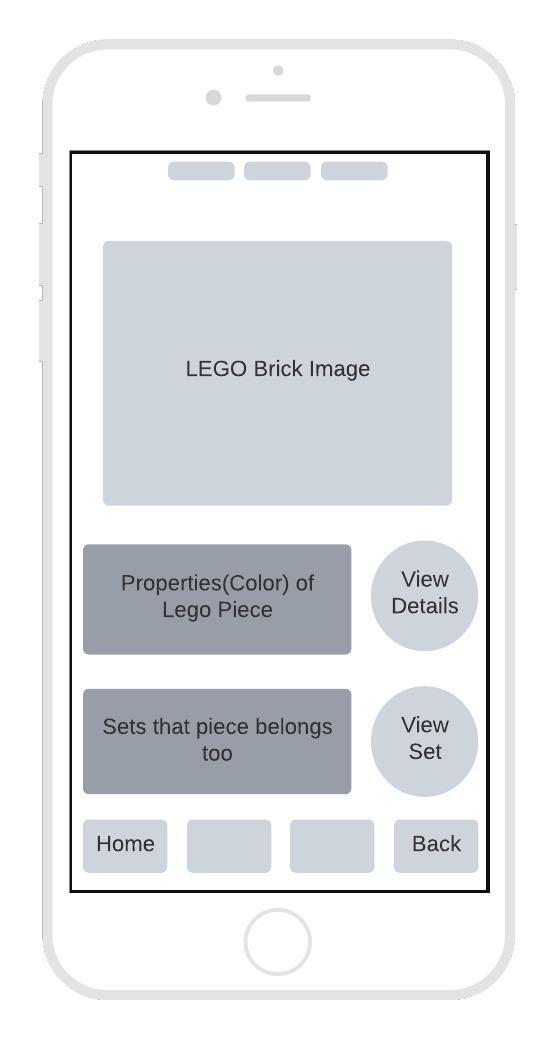 LEGO Brick Image
Properties(Color) of
Lego Piece
View
Details
Sets that piece belongs
too
View
Set
Home
Back